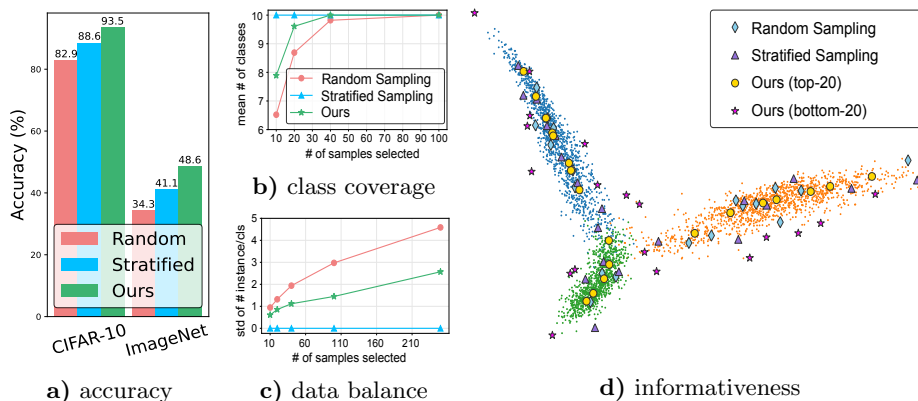 Accuracy (%)
80
60
40
20
0
82.9
88.6
93.5
34.3
41.1
48.6
Random
Stratified
Ours
CIFAR-10
ImageNet
a) accuracy
mean # of classes
10
9
8
7
6
Random Sampling
Stratified Sampling
Ours
10 20 40 60 80 100
# of samples selected
b) class coverage
std of # instance/cls
5
4
3
2
1
0
10 60 110 160 210
# of samples selected
c) data balance
Random Sampling
Stratified Sampling
Ours (top-20)
Ours (bottom-20)
d) informativeness